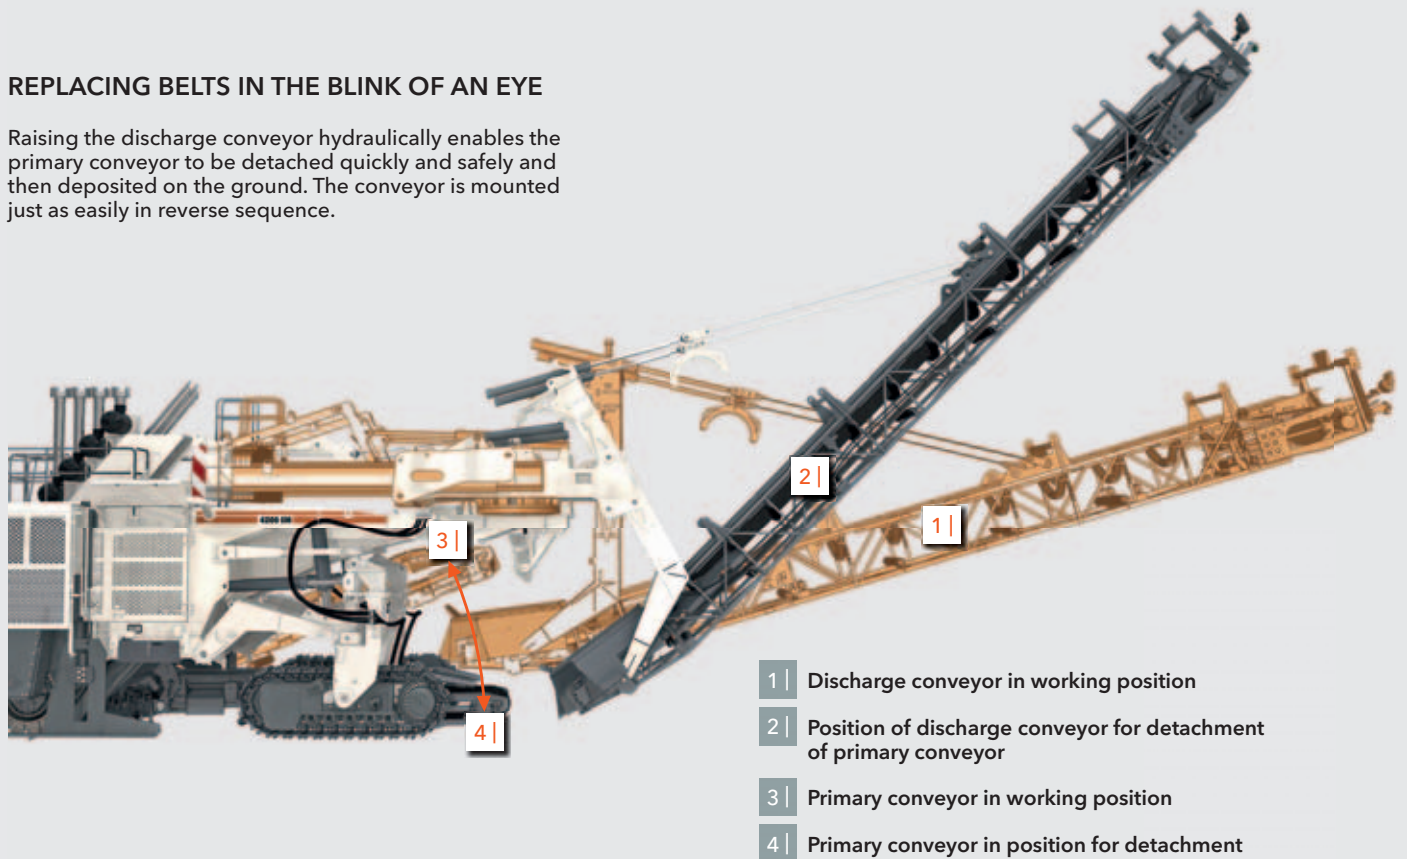 REPLACING BELTS IN THE BLINK OF AN EYE
Raising the discharge conveyor hydraulically enables the
primary conveyor to be detached quickly and safely and
then deposited on the ground. The conveyor is mounted
just as easily in reverse sequence.
2 |
1 |
3 |
4 |
1 | Discharge conveyor in working position
2 | Position of discharge conveyor for detachment
of primary conveyor
3 | Primary conveyor in working position
4 | Primary conveyor in position for detachment